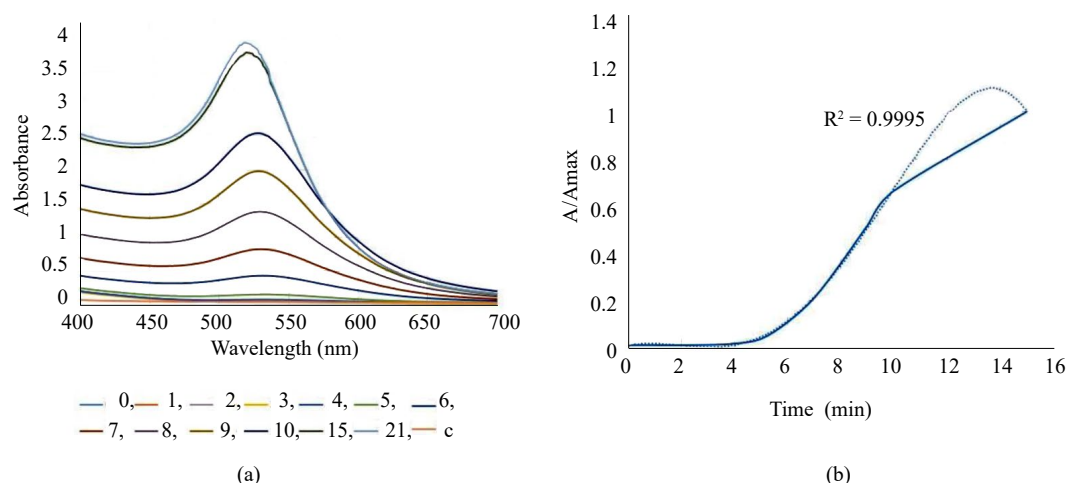 4
3.5
3
2.5
2
1.5
1
0.5
0
Absorbance
400 450 500 550 600 650 700
Wavelength (nm)
0, 1, 2, 3, 4, 5, 6,
7, 8, 9, 10, 15, 21, c
(a)
1.4
1.2
1
0.8
0.6
0.4
0.2
0
A/Amax
R² = 0.9995
0 2 4 6 8 10 12 14 16
Time (min)
(b)